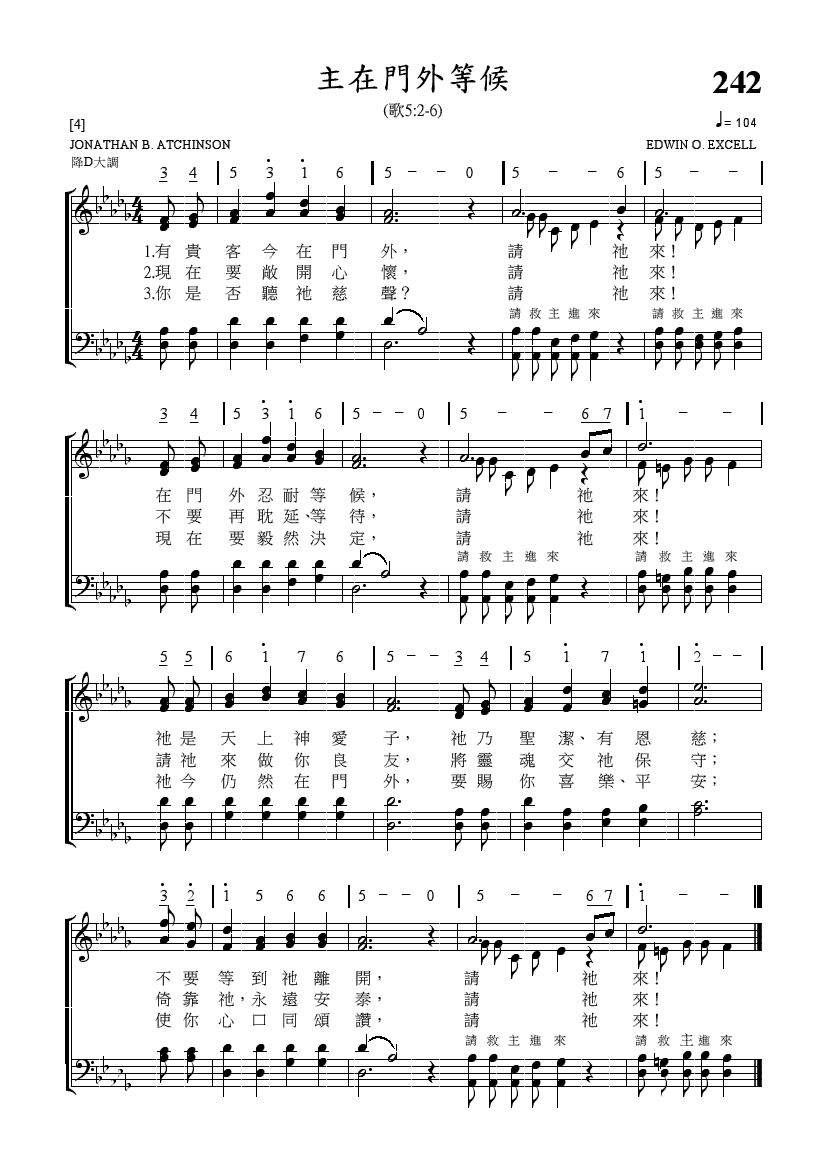 主在門外等候
242
(歌5:2-6)
[4]
♩= 104
JONATHAN B. ATCHINSON
EDWIN O. EXCELL
降D大調
3 4 | 5 3̇ 1̇ 6 | 5 – – 0 | 5 – – 6 | 5 – – |
4 4
1.有貴客今在門外，請祂來！
2.現在要敞開心懷，請祂來！
3.你是否聽祂慈聲？請祂來！
請救主進來 請救主進來
4 4
3 4 | 5 3̇ 1̇ 6 | 5 – – 0 | 5 – – 6 7 | 1̇ – – |
在門外忍耐等候，請祂來！
不要再耽延、等待，請祂來！
現在要毅然決定，請祂來！
請救主進來 請救主進來
5 5 | 6 1̇ 7 6 | 5 – – 3 4 | 5 1̇ 7 1̇ | 2̇ – – |
祂是天上神愛子，祂乃聖潔、有恩慈；
請祂來做你良友，將靈魂交祂保守；
祂今仍然在門外，要賜你喜樂、平安；
3̇ 2̇ | 1̇ 5 6 6 | 5 – – 0 | 5 – – 6 7 | 1̇ – –
不要等到祂離開，請祂來！
倚靠祂，永遠安泰，請祂來！
使你心口同頌讚，請祂來！
請救主進來 請救主進來